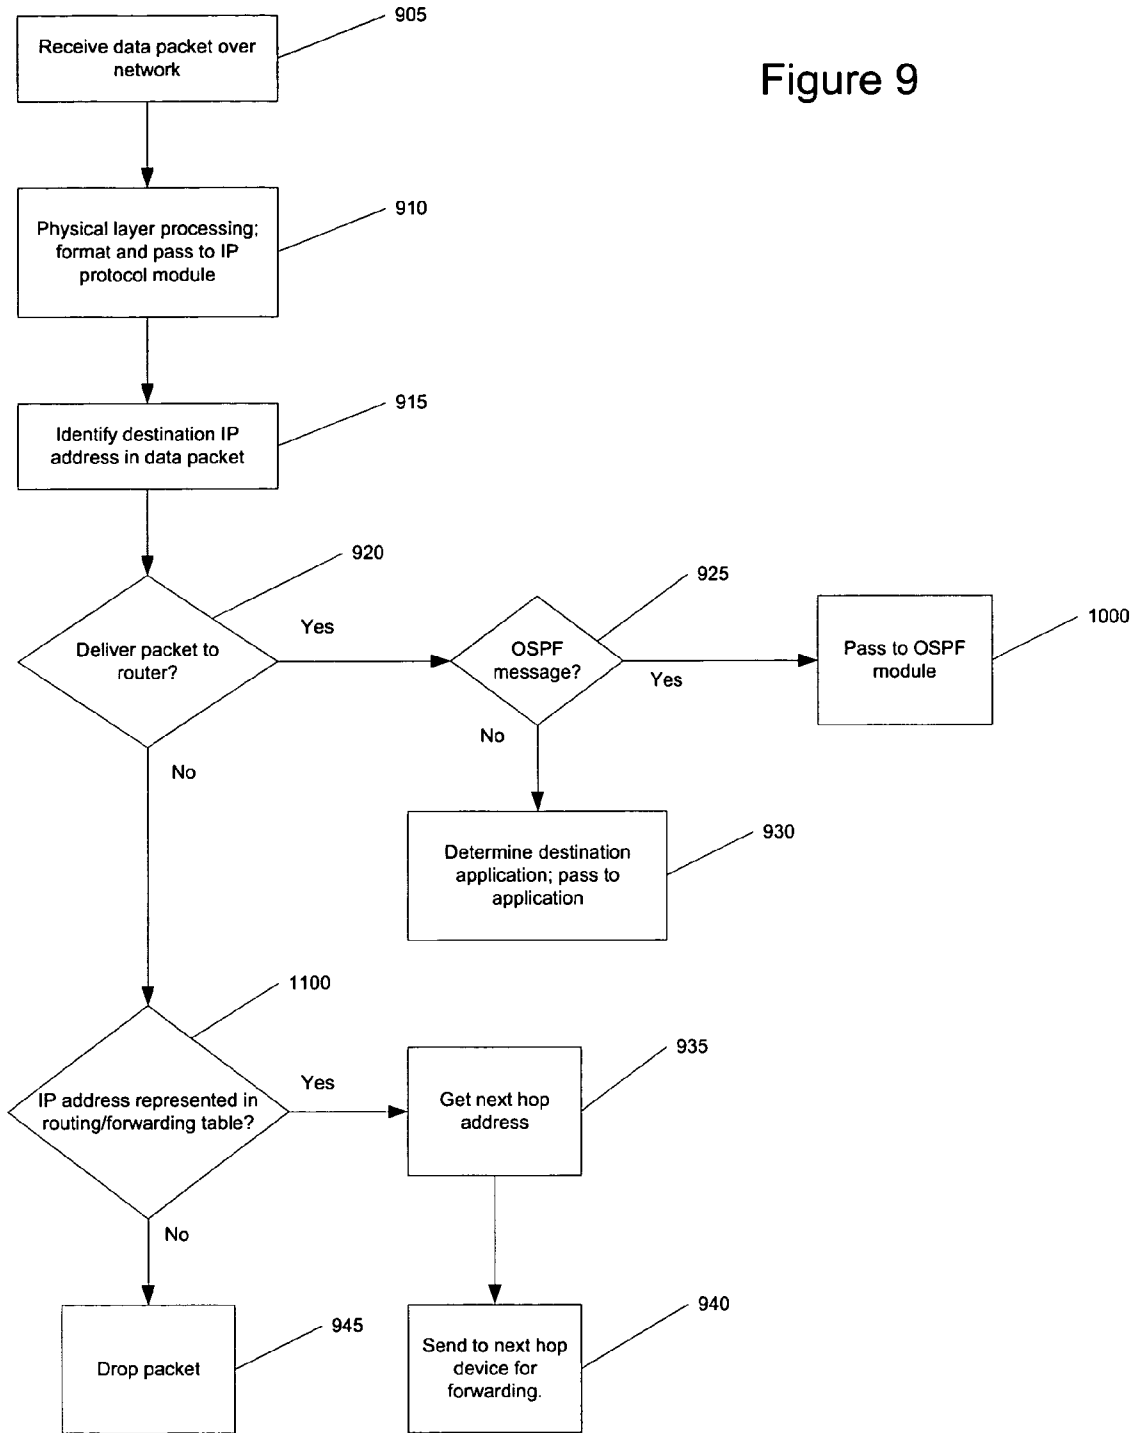 905
Receive data packet over
network
Figure 9
910
Physical layer processing;
format and pass to IP
protocol module
915
Identify destination IP
address in data packet
920
Deliver packet to
router?
Yes
No
925
OSPF
message?
Yes
No
1000
Pass to OSPF
module
930
Determine destination
application; pass to
application
1100
IP address represented in
routing/forwarding table?
Yes
No
935
Get next hop
address
945
Drop packet
940
Send to next hop
device for
forwarding.